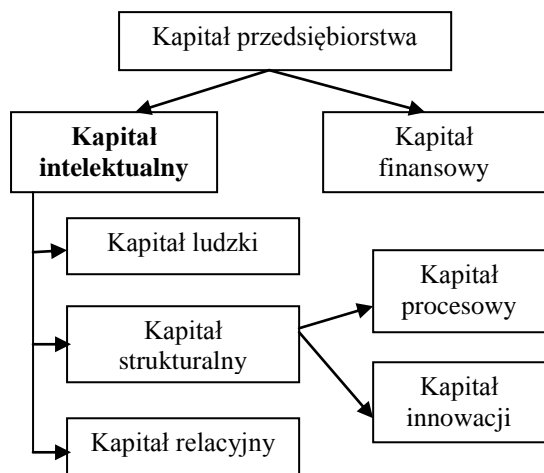 Kapitał przedsiębiorstwa
Kapitał
intelektualny
Kapitał
finansowy
Kapitał ludzki
Kapitał
strukturalny
Kapitał
procesowy
Kapitał
innowacji
Kapitał relacyjny